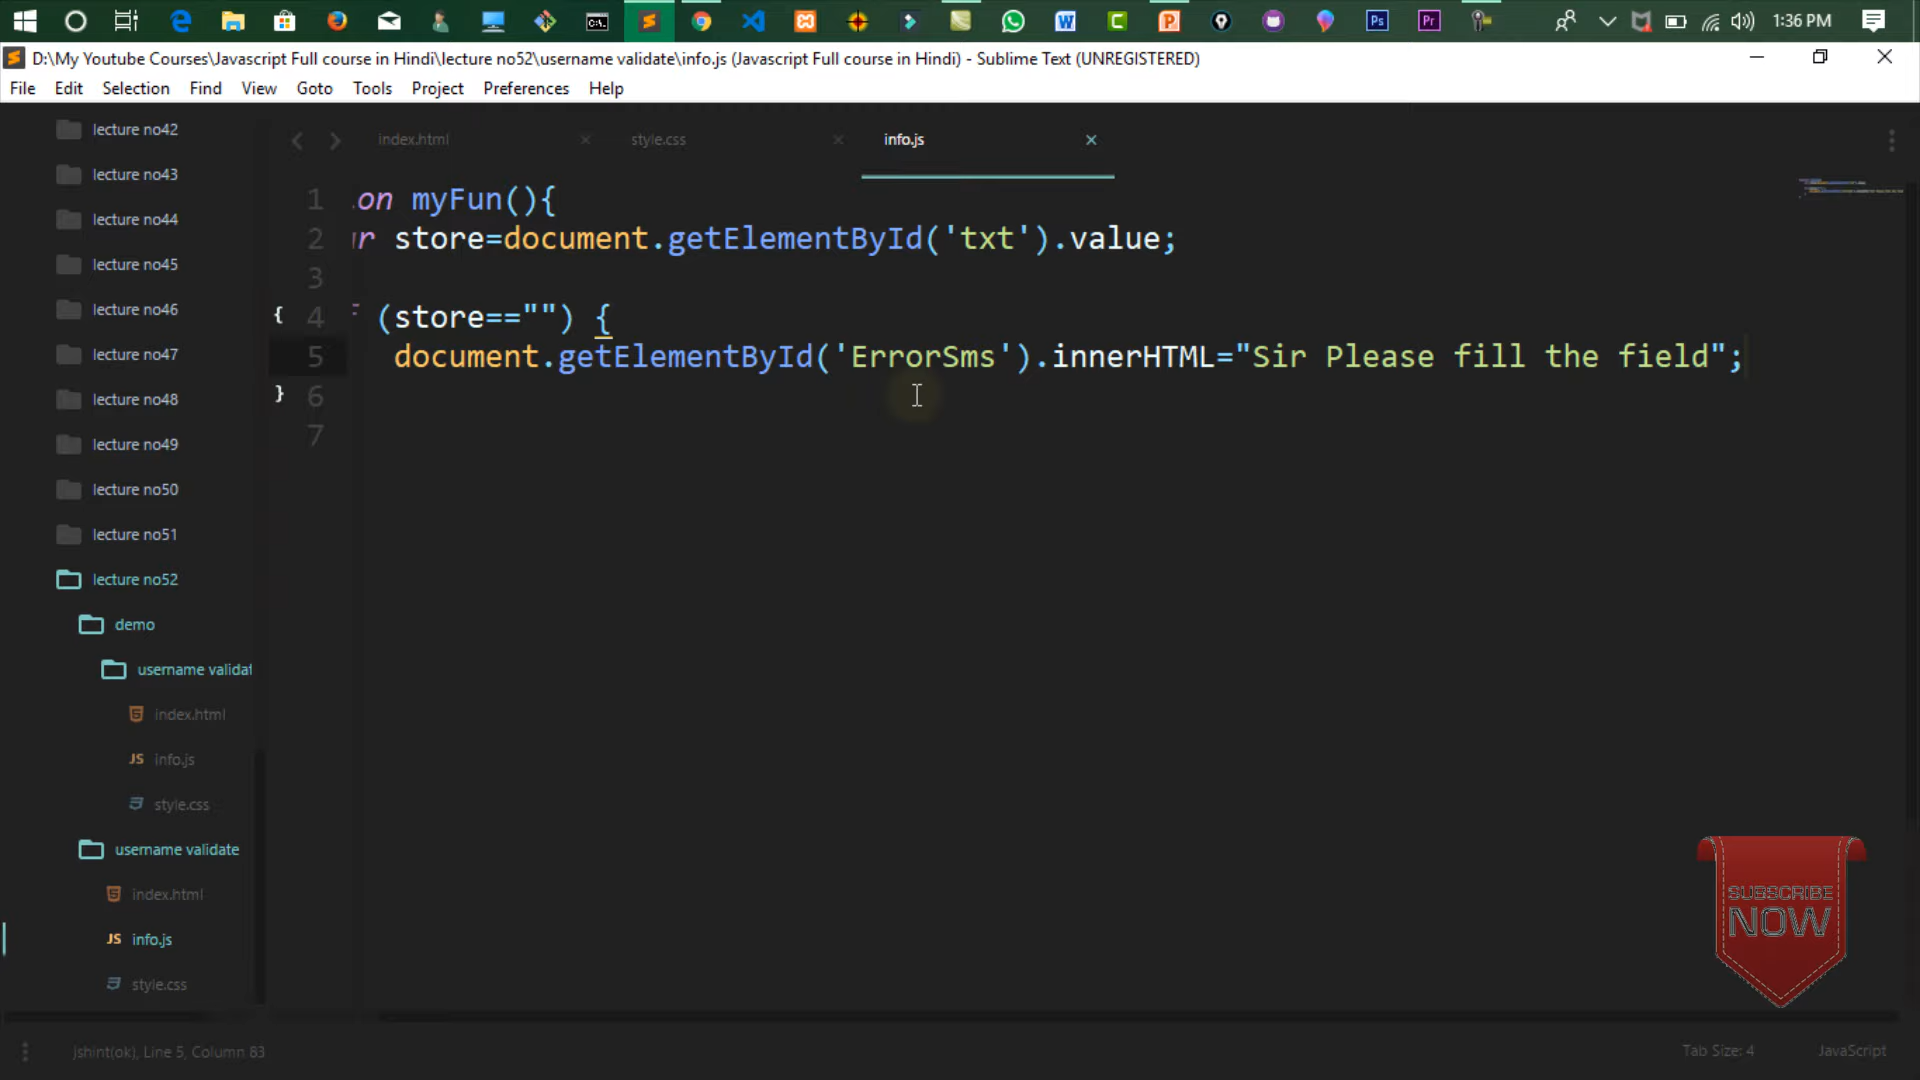 1:36 PM
D:\My Youtube Courses\Javascript Full course in Hindi\lecture no52\username validate\info.js (Javascript Full course in Hindi) - Sublime Text (UNREGISTERED)
File Edit Selection Find View Goto Tools Project Preferences Help
index.html style.css info.js
lecture no42
lecture no43
lecture no44
lecture no45
lecture no46
lecture no47
lecture no48
lecture no49
lecture no50
lecture no51
lecture no52
demo
username validat
index.html
JS info.js
style.css
username validate
index.html
JS info.js
style.css
1 on myFun(){
2 r store=document.getElementById('txt').value;
3
{ 4 (store=="") {
5 document.getElementById('ErrorSms').innerHTML="Sir Please fill the field";
} 6
7
SUBSCRIBE
NOW
jshint(ok), Line 5, Column 83
Tab Size: 4 JavaScript